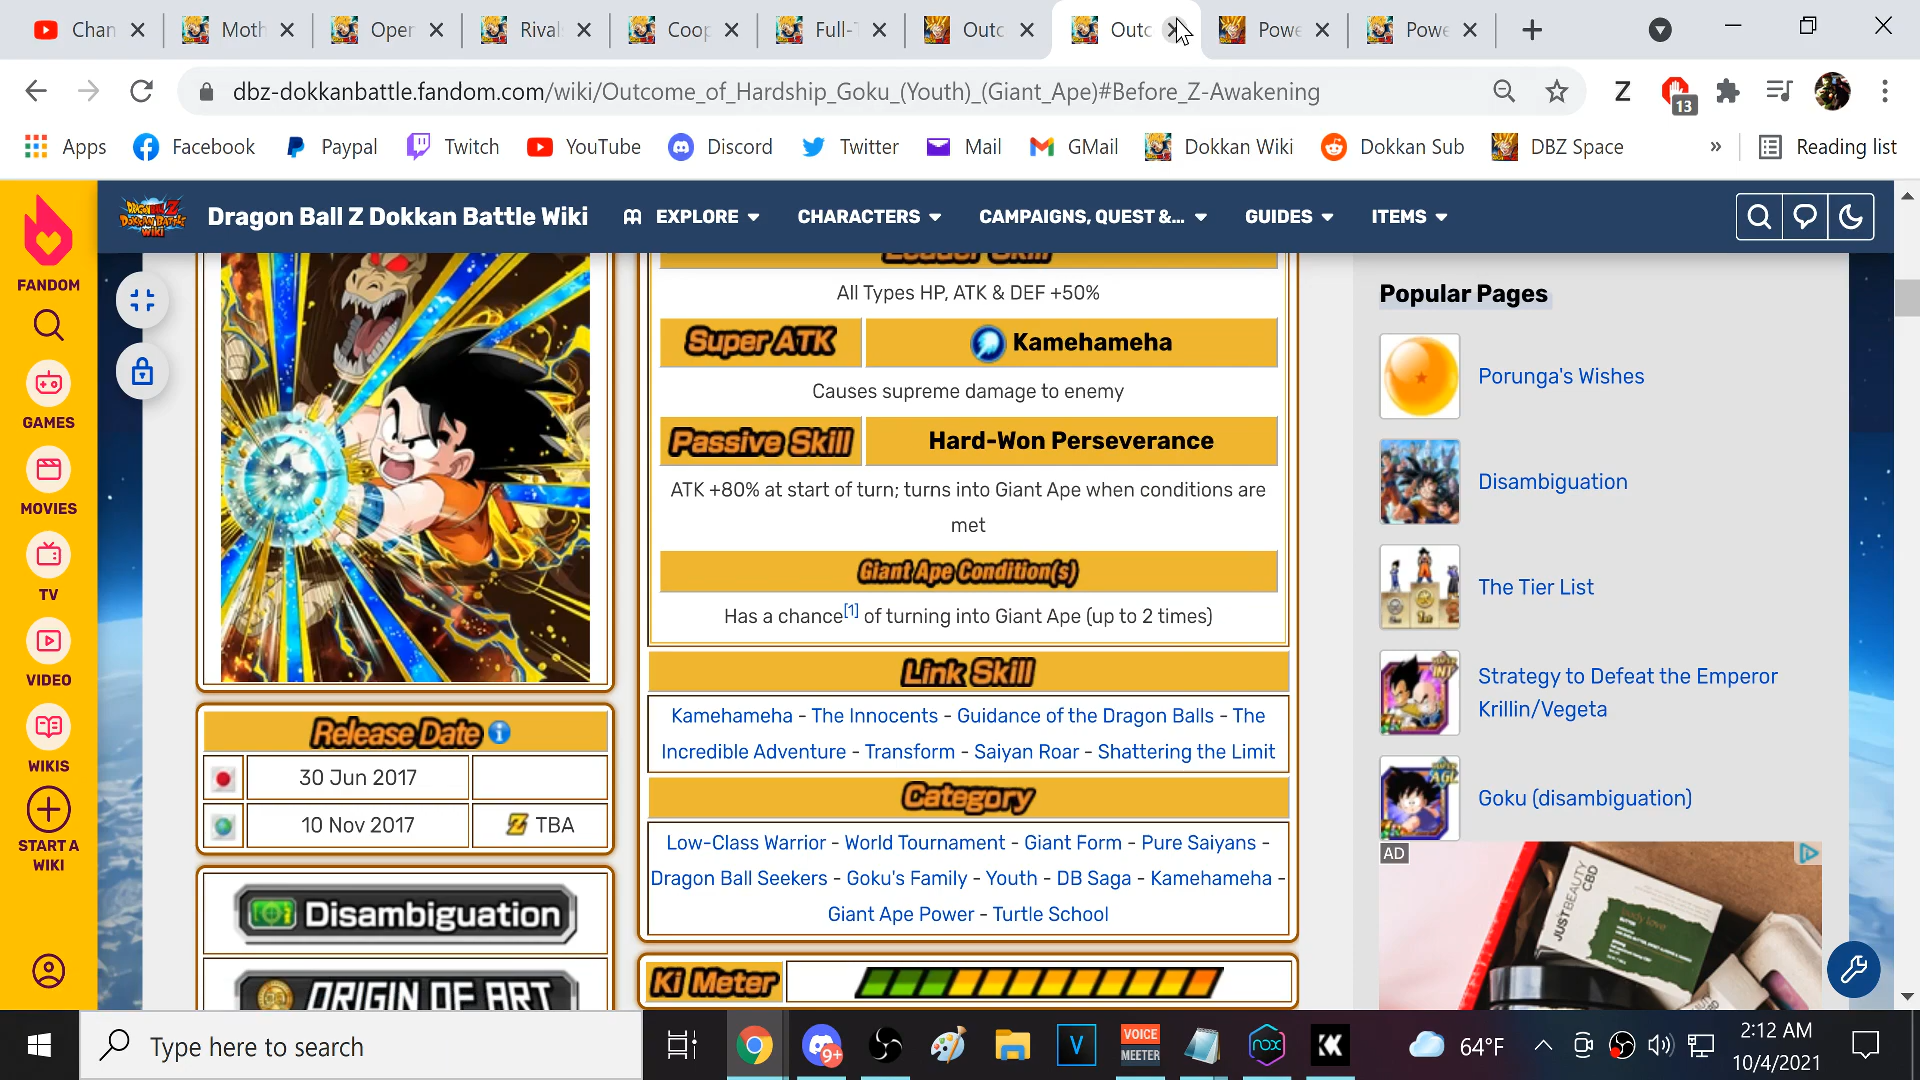 Chan
Moth
Oper
Rival
Coop
Full-T
Outc
Outc
Powe
Powe
dbz-dokkanbattle.fandom.com/wiki/Outcome_of_Hardship_Goku_(Youth)_(Giant_Ape)#Before_Z-Awakening
Z
13
Apps
Facebook
Paypal
Twitch
YouTube
Discord
Twitter
Mail
GMail
Dokkan Wiki
Dokkan Sub
DBZ Space
»
Reading list
Dragon Ball Z Dokkan Battle Wiki
EXPLORE
CHARACTERS
CAMPAIGNS, QUEST &...
GUIDES
ITEMS
FANDOM
GAMES
MOVIES
TV
VIDEO
WIKIS
START A
WIKI
Leader Skill
All Types HP, ATK & DEF +50%
Super ATK
Kamehameha
Causes supreme damage to enemy
Passive Skill
Hard-Won Perseverance
ATK +80% at start of turn; turns into Giant Ape when conditions are
met
Giant Ape Condition(s)
Has a chance[1] of turning into Giant Ape (up to 2 times)
Link Skill
Kamehameha - The Innocents - Guidance of the Dragon Balls - The
Incredible Adventure - Transform - Saiyan Roar - Shattering the Limit
Category
Low-Class Warrior - World Tournament - Giant Form - Pure Saiyans -
Dragon Ball Seekers - Goku's Family - Youth - DB Saga - Kamehameha -
Giant Ape Power - Turtle School
Ki Meter
Release Date
30 Jun 2017
10 Nov 2017
Z TBA
Disambiguation
ORIGIN OF ART
Popular Pages
Porunga's Wishes
Disambiguation
The Tier List
Strategy to Defeat the Emperor
Krillin/Vegeta
Goku (disambiguation)
AD
JUSTBEAUTY
CBD
Type here to search
9+
V
VOICE
MEETER
nox
64°F
2:12 AM
10/4/2021